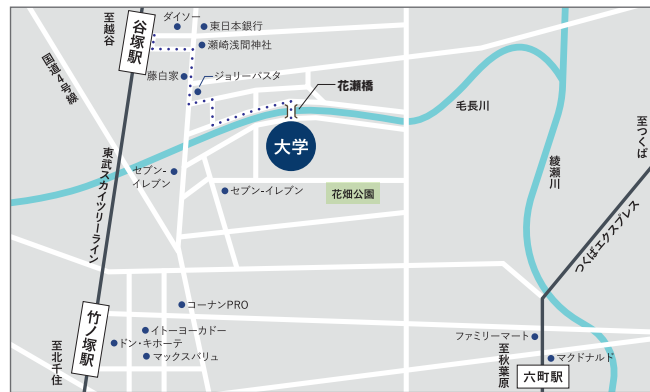 ダイソー
東日本銀行
至越谷
谷塚駅
瀬崎浅間神社
国道4号線
藤白家
ジョリーパスタ
花瀬橋
毛長川
大学
至つくば
東武スカイツリーライン
セブン-
イレブン
セブン-イレブン
花畑公園
綾瀬川
つくばエクスプレス
コーナンPRO
竹ノ塚駅
イトーヨーカドー
ドン・キホーテ
マックスバリュ
至北千住
ファミリーマート
至秋葉原
マクドナルド
六町駅